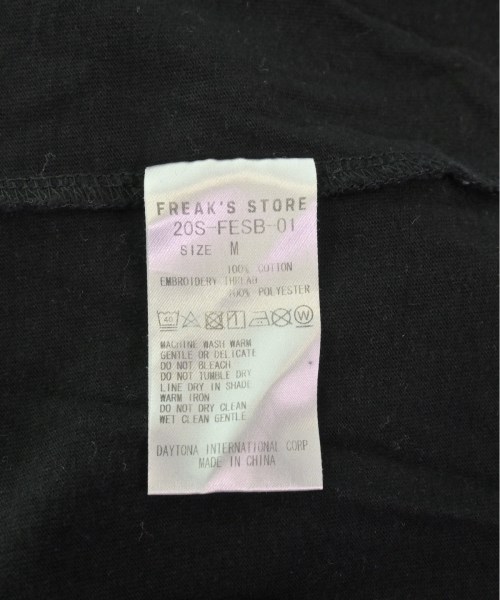 FREAK'S STORE
20S-FESB-01
SIZE M
100% COTTON
EMBROIDERY THREAD
100% POLYESTER
40 W
MACHINE WASH WARM
GENTLE OR DELICATE
DO NOT BLEACH
DO NOT TUMBLE DRY
LINE DRY IN SHADE
WARM IRON
DO NOT DRY CLEAN
WET CLEAN GENTLE
DAYTONA INTERNATIONAL CORP
MADE IN CHINA